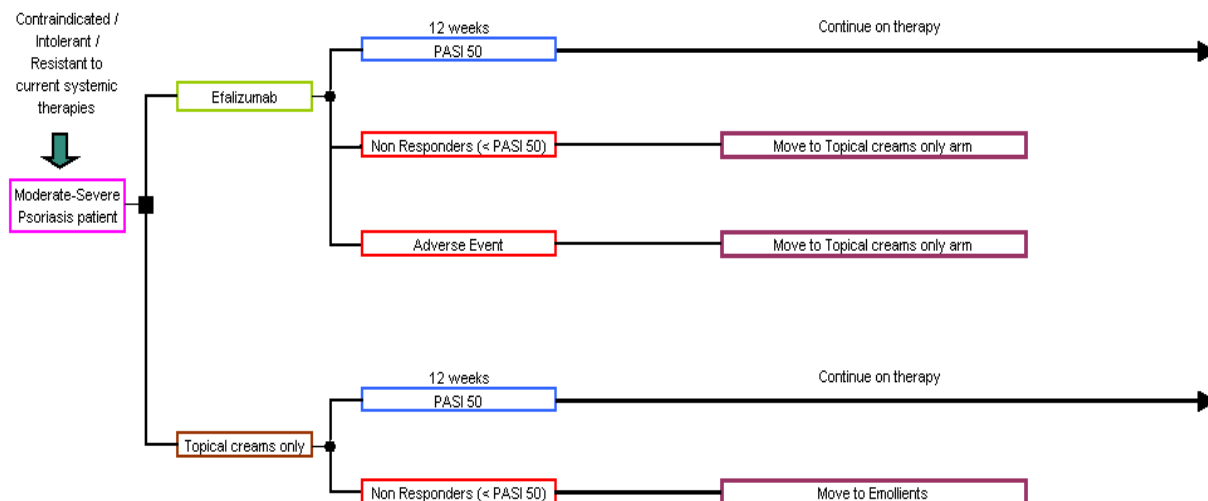 Contraindicated /
Intolerant /
Resistant to
current systemic
therapies
Moderate-Severe
Psoriasis patient
Efalizumab
12 weeks
PASI 50
Continue on therapy
Non Responders (< PASI 50)
Move to Topical creams only arm
Adverse Event
Move to Topical creams only arm
Topical creams only
12 weeks
PASI 50
Continue on therapy
Non Responders (< PASI 50)
Move to Emollients